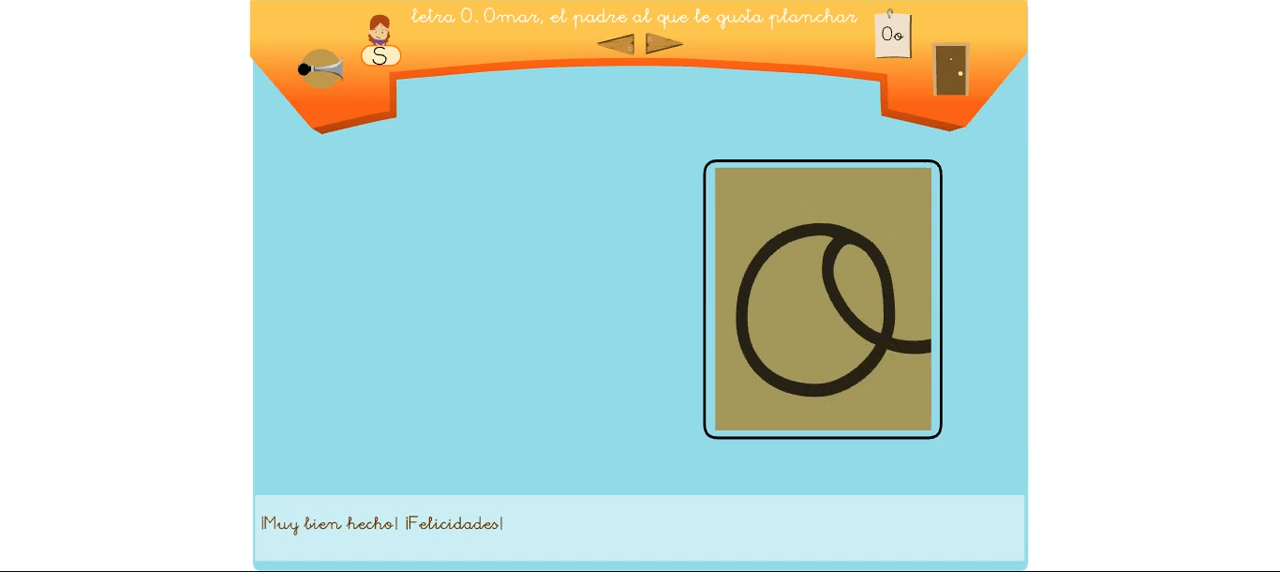 letra O. Omar, el padre al que le gusta planchar
S
Oo
O
¡Muy bien hecho! ¡Felicidades!